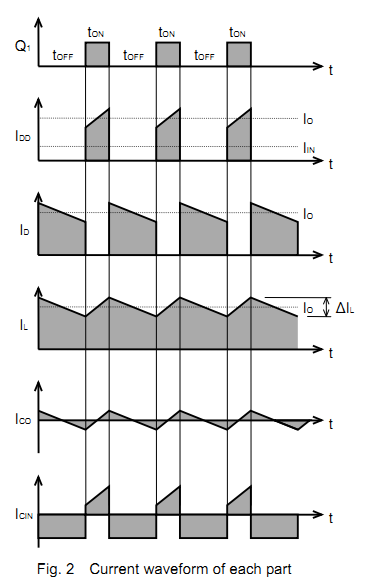 tON tON tON
Q1
tOFF tOFF tOFF
t
IO
IDD
IIN
t
IO
ID
t
IO ΔIL
IL
t
ICO
t
ICIN
t
Fig. 2 Current waveform of each part